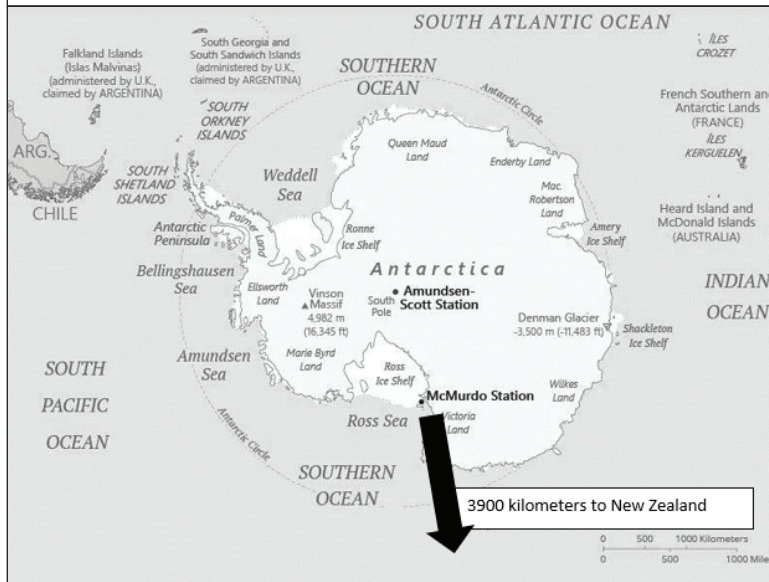 SOUTH ATLANTIC OCEAN
ÎLES
CROZET
Falkland Islands
(Islas Malvinas)
(administered by U.K.,
claimed by ARGENTINA)
South Georgia and
South Sandwich Islands
(administered by U.K.,
claimed by ARGENTINA)
SOUTHERN
OCEAN
Antarctic Circle
French Southern and
Antarctic Lands
(FRANCE)
ÎLES
KERGUELEN
SOUTH
ORKNEY
ISLANDS
ARG.
CHILE
SOUTH
SHETLAND
ISLANDS
Weddell
Sea
Queen Maud
Land
Enderby Land
Mac.
Robertson
Land
Heard Island and
McDonald Islands
(AUSTRALIA)
Antarctic
Peninsula
Palmer Land
Ronne
Ice Shelf
Amery
Ice Shelf
Bellingshausen
Sea
Antarctica
Ellsworth
Land
Vinson
Massif
4,982 m
(16,345 ft)
South
Pole
Amundsen-
Scott Station
Denman Glacier
-3,500 m (-11,483 ft)
Shackleton
Ice Shelf
INDIAN
OCEAN
Amundsen
Sea
Marie Byrd
Land
Ross
Ice Shelf
McMurdo Station
Wilkes
Land
SOUTH
PACIFIC
OCEAN
Antarctic Circle
Ross Sea
Victoria
Land
SOUTHERN
OCEAN
3900 kilometers to New Zealand
0 500 1000 Kilometers
0 500 1000 Mile